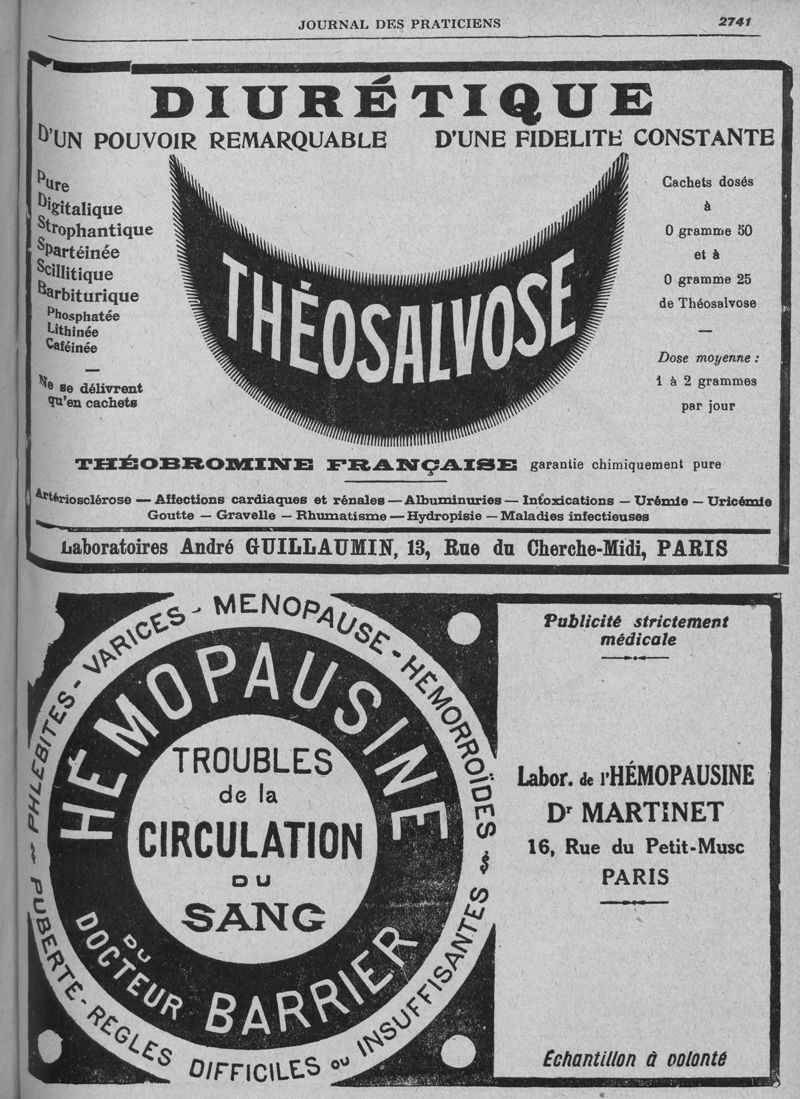 JOURNAL DES PRATICIENS 2741
DIURÉTIQUE
D'UN POUVOIR REMARQUABLE D'UNE FIDELITE CONSTANTE
Pure
Digitalique
Strophantique
Spartéinée
Scillitique
Barbiturique
Phosphatée
Lithinée
Caféinée
—
Ne se délivrent
qu'en cachets
THÉOSALVOSE
Cachets dosés
à
0 gramme 50
et à
0 gramme 25
de Théosalvose
—
Dose moyenne :
1 à 2 grammes
par jour
THÉOBROMINE FRANÇAISE garantie chimiquement pure
Artériosclérose — Affections cardiaques et rénales — Albuminuries — Intoxications — Urémie — Uricémie
Goutte — Gravelle — Rhumatisme — Hydropisie — Maladies infectieuses
Laboratoires André GUILLAUMIN, 13, Rue du Cherche-Midi, PARIS
PHLÉBITES - VARICES - MENOPAUSE - HÉMORROÏDES
HÉMOPAUSINE
TROUBLES
de la
CIRCULATION
DU
SANG
DU
DOCTEUR BARRIER
PUBERTÉ - RÈGLES DIFFICILES ou INSUFFISANTES
Publicité strictement
médicale
Labor. de l'HÉMOPAUSINE
Dr MARTINET
16, Rue du Petit-Musc
PARIS
Échantillon à volonté